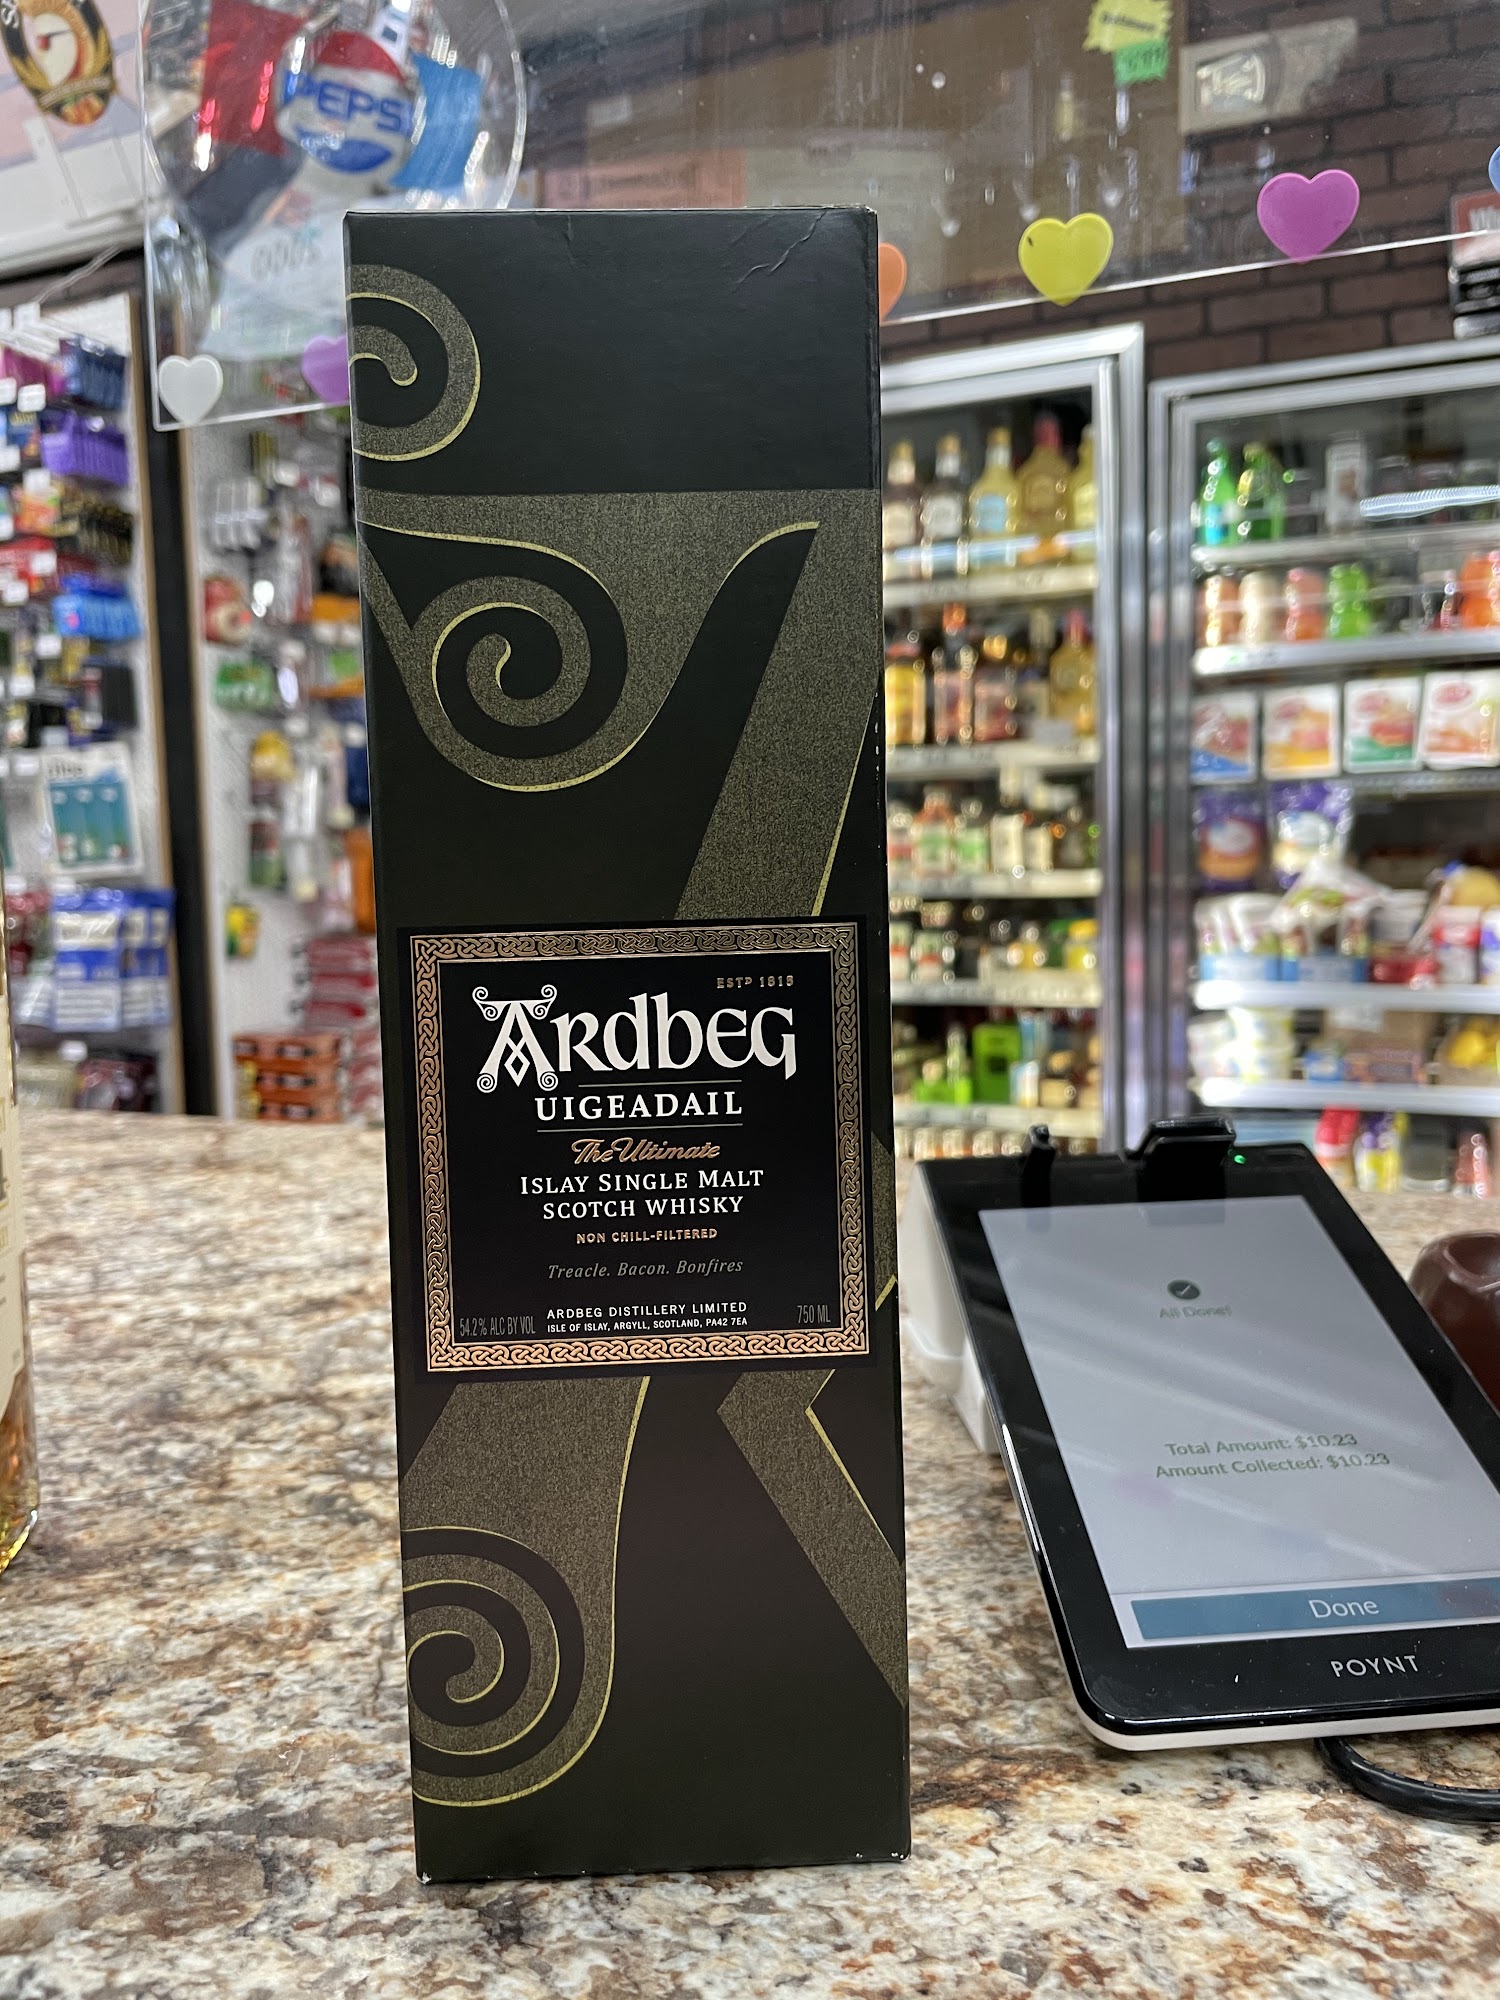 PEPSI
ESTD 1815
ARDBEG
UIGEADAIL
The Ultimate
ISLAY SINGLE MALT
SCOTCH WHISKY
NON CHILL-FILTERED
Treacle. Bacon. Bonfires
54.2% ALC BY VOL
ARDBEG DISTILLERY LIMITED
ISLE OF ISLAY, ARGYLL, SCOTLAND, PA42 7EA
750 ML
All Done!
Total Amount: $10.23
Amount Collected: $10.23
Done
POYNT